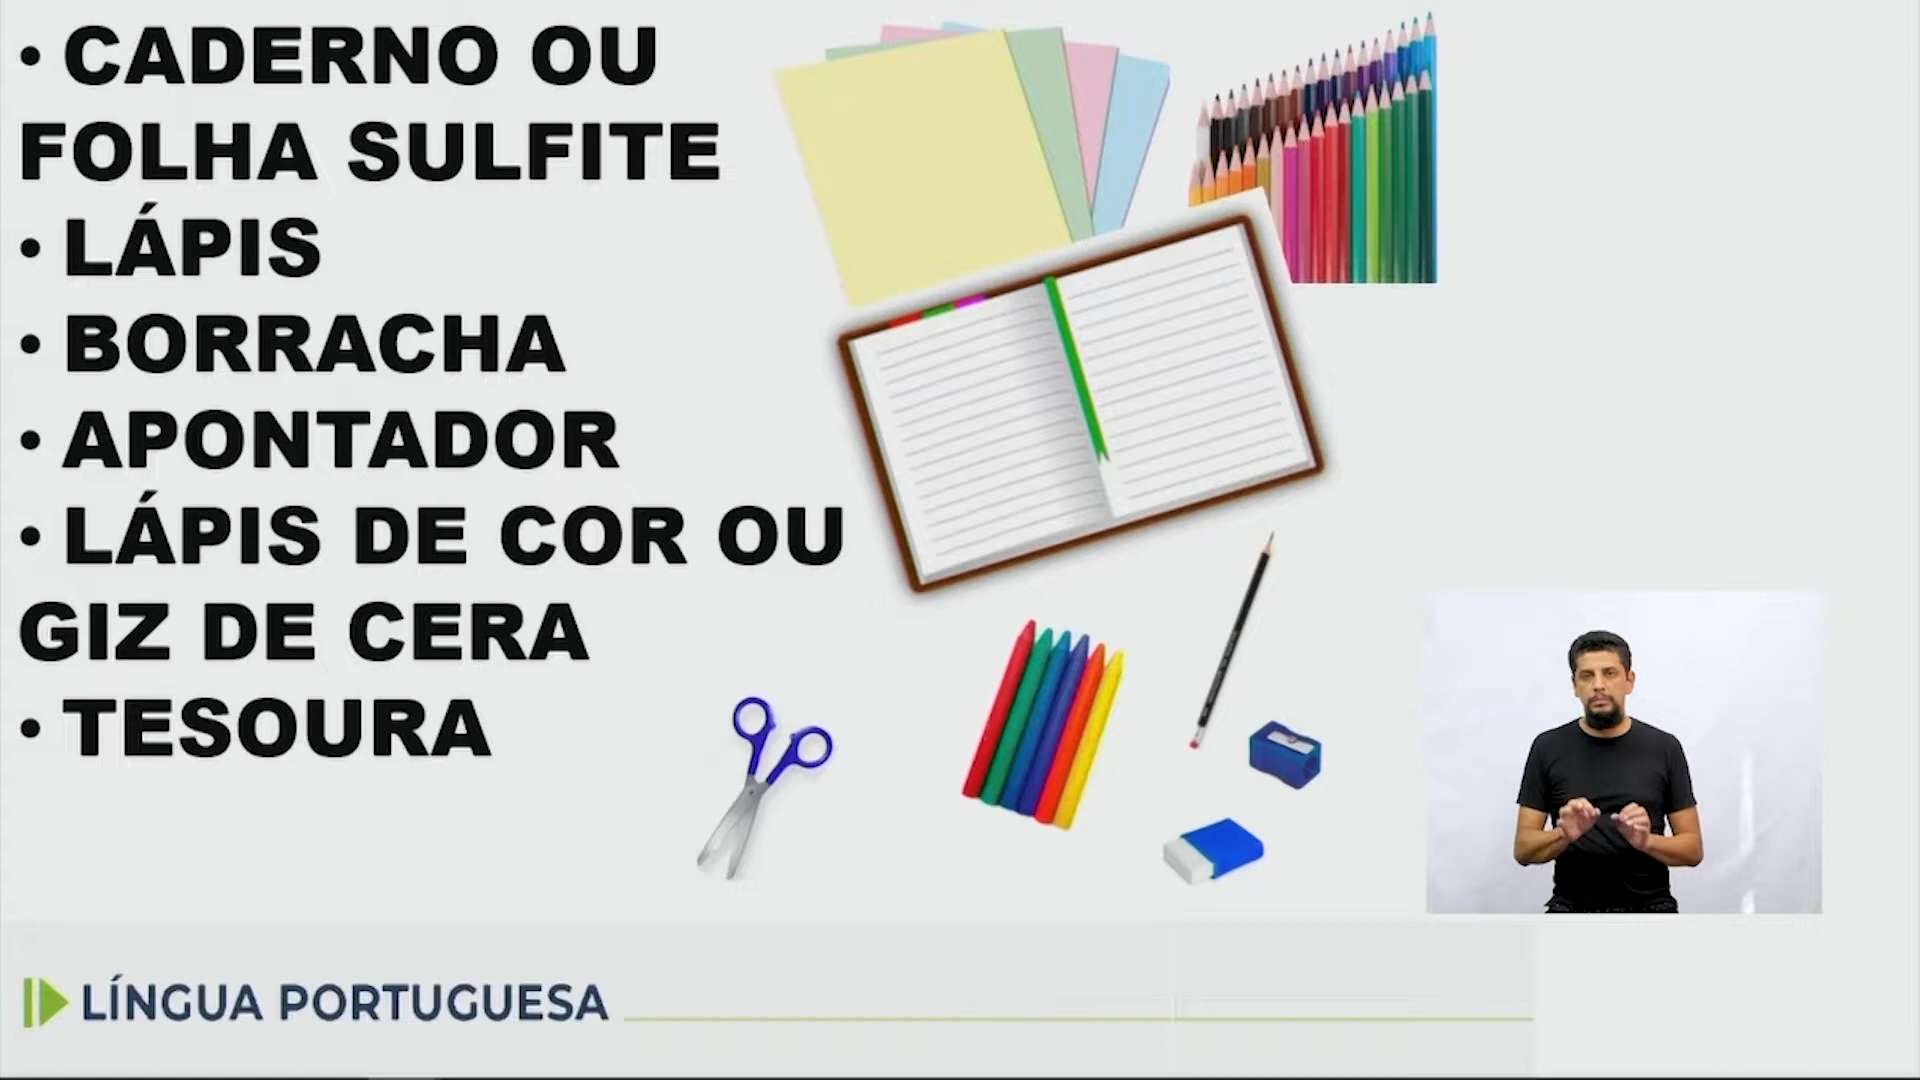 • CADERNO OU
FOLHA SULFITE
• LÁPIS
• BORRACHA
• APONTADOR
• LÁPIS DE COR OU
GIZ DE CERA
• TESOURA
LÍNGUA PORTUGUESA